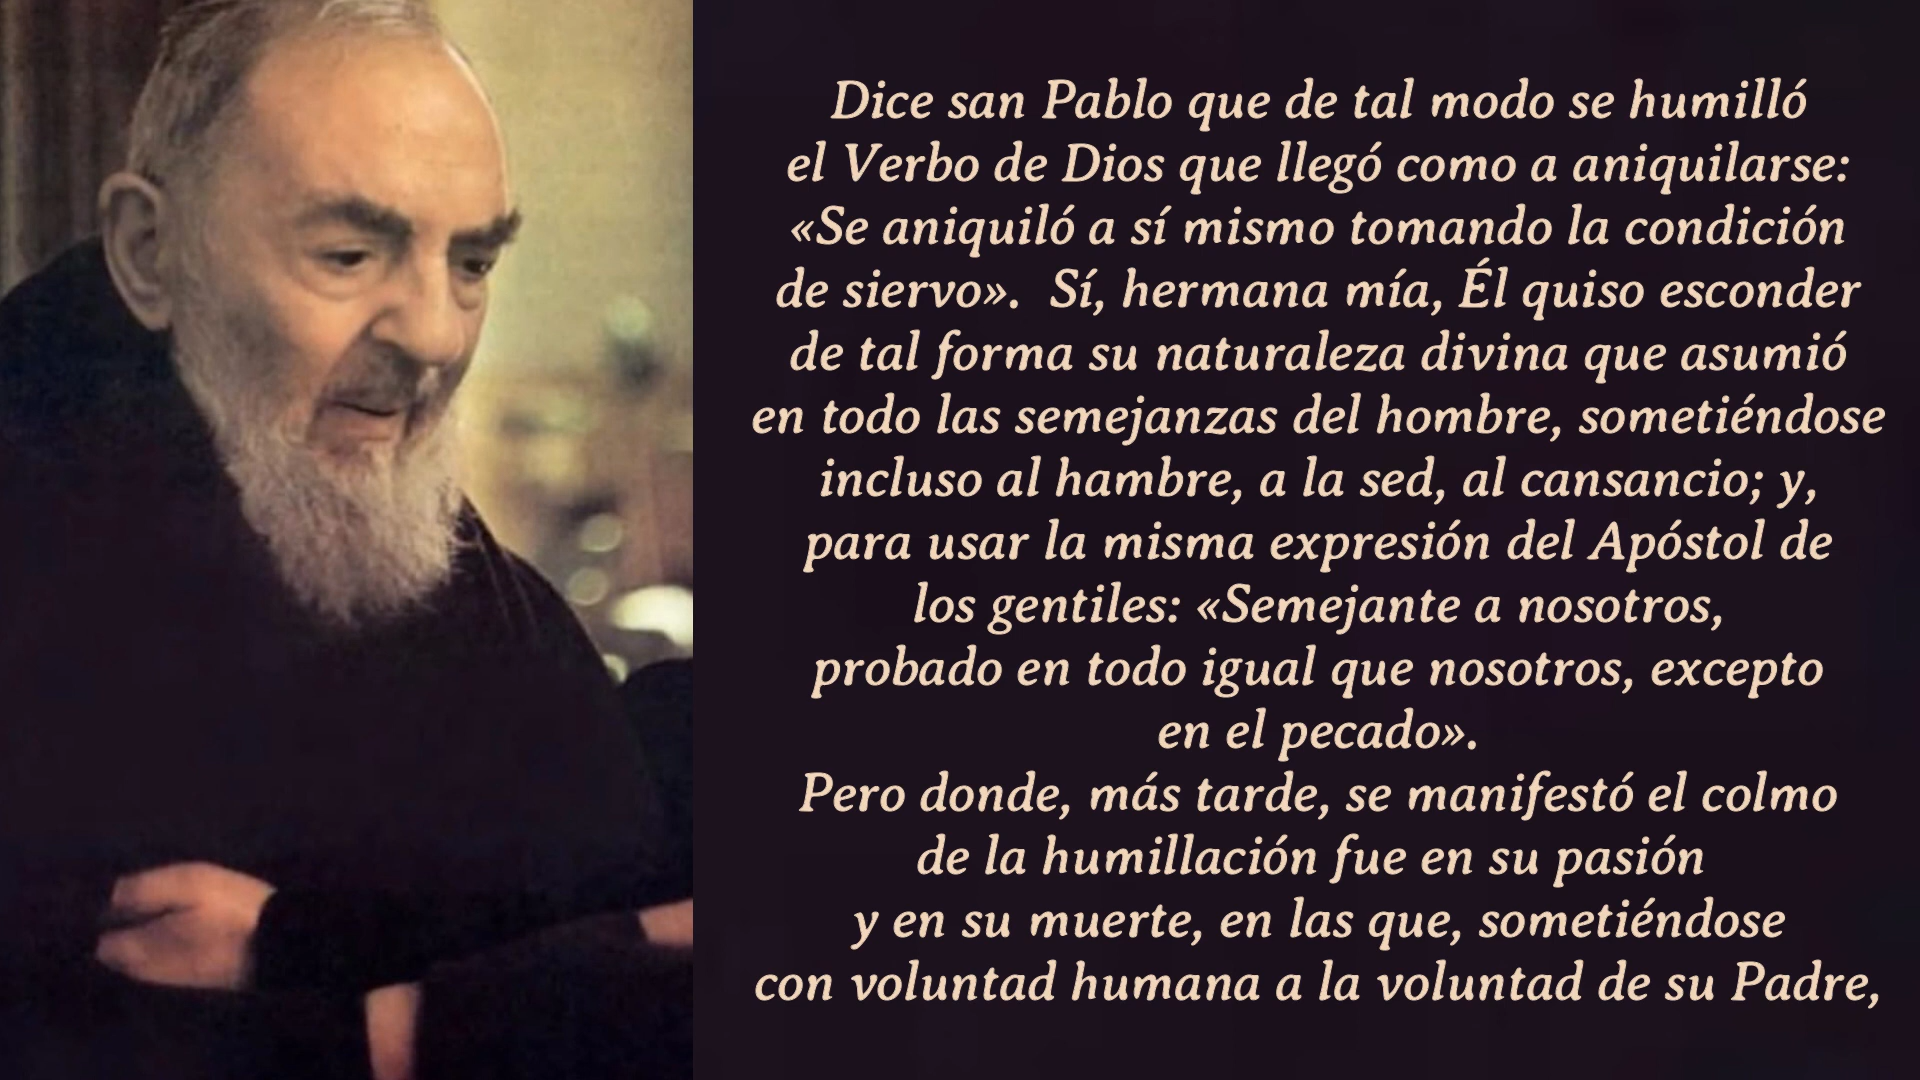 Dice san Pablo que de tal modo se humilló
el Verbo de Dios que llegó como a aniquilarse:
«Se aniquiló a sí mismo tomando la condición
de siervo».  Sí, hermana mía, Él quiso esconder
de tal forma su naturaleza divina que asumió
en todo las semejanzas del hombre, sometiéndose
incluso al hambre, a la sed, al cansancio; y,
para usar la misma expresión del Apóstol de
los gentiles: «Semejante a nosotros,
probado en todo igual que nosotros, excepto
en el pecado».
Pero donde, más tarde, se manifestó el colmo
de la humillación fue en su pasión
y en su muerte, en las que, sometiéndose
con voluntad humana a la voluntad de su Padre,